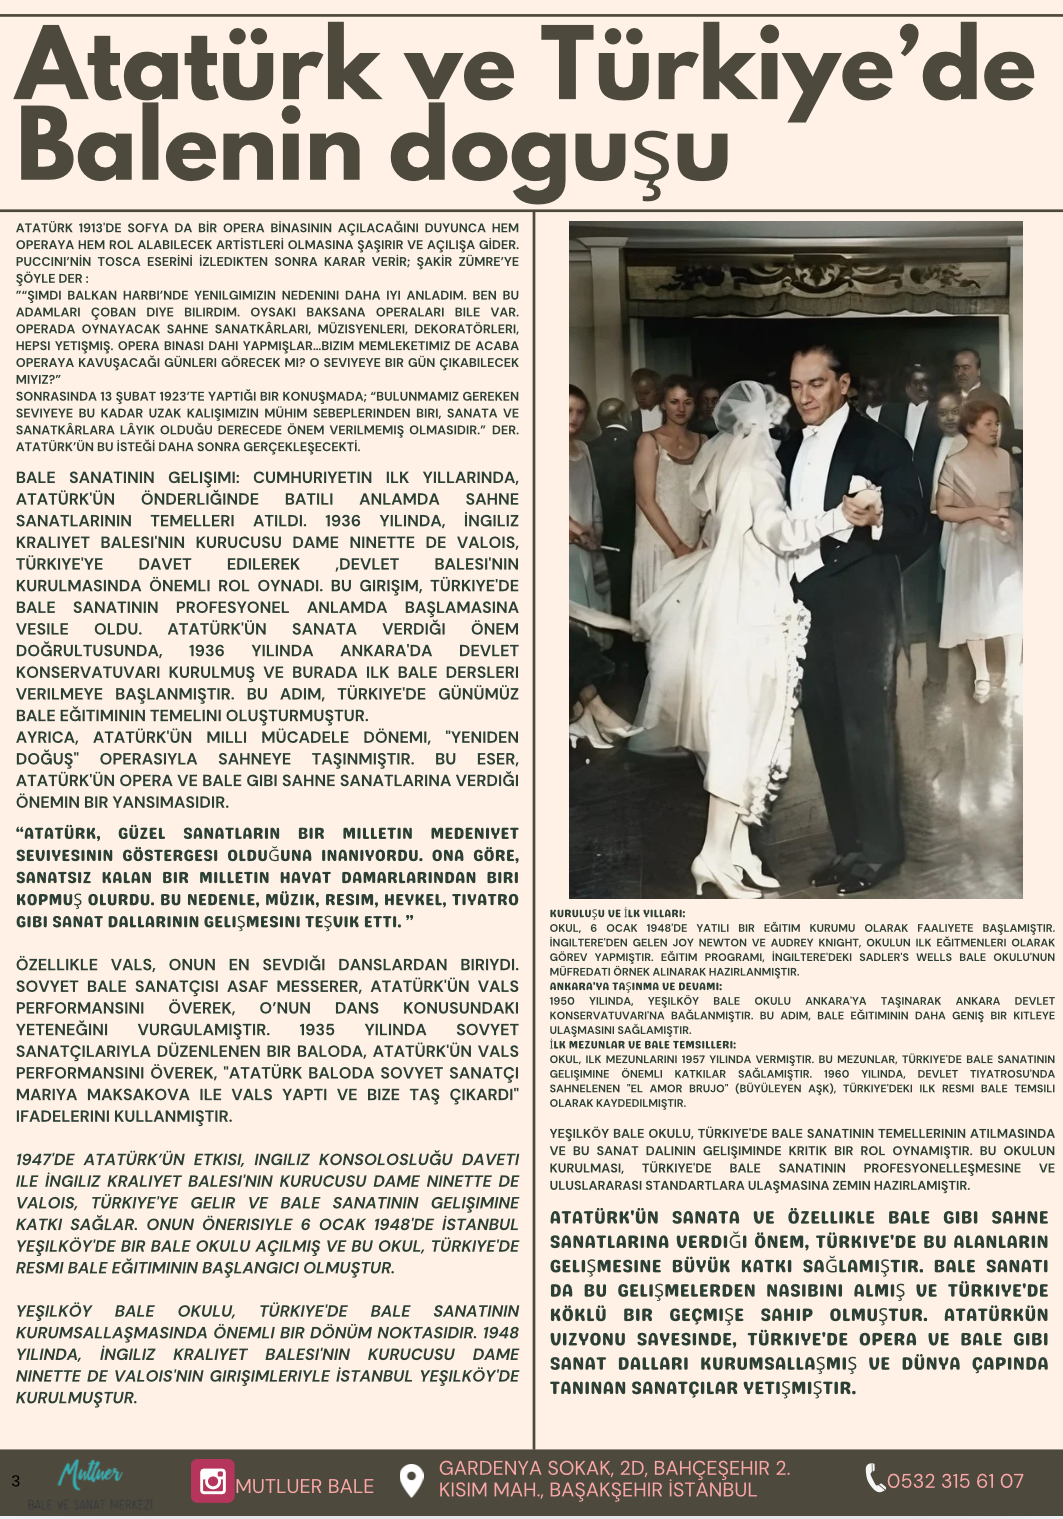 Atatürk ve Türkiye’de
Balenin doguşu
ATATÜRK 1913'DE SOFYA DA BİR OPERA BİNASININ AÇILACAĞINI DUYUNCA HEM
OPERAYA HEM ROL ALABILECEK ARTİSTLERİ OLMASINA ŞAŞIRIR VE AÇILIŞA GİDER.
PUCCINI’NİN TOSCA ESERİNİ İZLEDIKTEN SONRA KARAR VERİR; ŞAKİR ZÜMRE’YE
ŞÖYLE DER :
”“ŞIMDI BALKAN HARBI’NDE YENILGIMIZIN NEDENINI DAHA IYI ANLADIM. BEN BU
ADAMLARI ÇOBAN DIYE BILIRDIM. OYSAKI BAKSANA OPERALARI BILE VAR.
OPERADA OYNAYACAK SAHNE SANATKÂRLARI, MÜZISYENLERI, DEKORATÖRLERI,
HEPSI YETIŞMIŞ. OPERA BINASI DAHI YAPMIŞLAR...BIZIM MEMLEKETIMIZ DE ACABA
OPERAYA KAVUŞACAĞI GÜNLERI GÖRECEK MI? O SEVIYEYE BIR GÜN ÇIKABILECEK
MIYIZ?”
SONRASINDA 13 ŞUBAT 1923’TE YAPTIĞI BIR KONUŞMADA; “BULUNMAMIZ GEREKEN
SEVIYEYE BU KADAR UZAK KALIŞIMIZIN MÜHIM SEBEPLERINDEN BIRI, SANATA VE
SANATKÂRLARA LÂYIK OLDUĞU DERECEDE ÖNEM VERILMEMIŞ OLMASIDIR.” DER.
ATATÜRK’ÜN BU İSTEĞİ DAHA SONRA GERÇEKLEŞECEKTİ.
BALE SANATININ GELIŞIMI: CUMHURIYETIN ILK YILLARINDA,
ATATÜRK'ÜN ÖNDERLIĞINDE BATILI ANLAMDA SAHNE
SANATLARININ TEMELLERI ATILDI. 1936 YILINDA, İNGILIZ
KRALIYET BALESI'NIN KURUCUSU DAME NINETTE DE VALOIS,
TÜRKIYE'YE DAVET EDILEREK ,DEVLET BALESI'NIN
KURULMASINDA ÖNEMLI ROL OYNADI. BU GIRIŞIM, TÜRKIYE'DE
BALE SANATININ PROFESYONEL ANLAMDA BAŞLAMASINA
VESILE OLDU. ATATÜRK'ÜN SANATA VERDIĞI ÖNEM
DOĞRULTUSUNDA, 1936 YILINDA ANKARA'DA DEVLET
KONSERVATUVARI KURULMUŞ VE BURADA ILK BALE DERSLERI
VERILMEYE BAŞLANMIŞTIR. BU ADIM, TÜRKIYE'DE GÜNÜMÜZ
BALE EĞITIMININ TEMELINI OLUŞTURMUŞTUR.
AYRICA, ATATÜRK'ÜN MILLI MÜCADELE DÖNEMI, "YENIDEN
DOĞUŞ" OPERASIYLA SAHNEYE TAŞINMIŞTIR. BU ESER,
ATATÜRK'ÜN OPERA VE BALE GIBI SAHNE SANATLARINA VERDIĞI
ÖNEMIN BIR YANSIMASIDIR.
“ATATÜRK, GÜZEL SANATLARIN BIR MILLETIN MEDENIYET
SEVIYESININ GÖSTERGESI OLDUĞUNA INANIYORDU. ONA GÖRE,
SANATSIZ KALAN BIR MILLETIN HAYAT DAMARLARINDAN BIRI
KOPMUŞ OLURDU. BU NEDENLE, MÜZIK, RESIM, HEYKEL, TIYATRO
GIBI SANAT DALLARININ GELIŞMESINI TEŞVIK ETTI. ”
ÖZELLIKLE VALS, ONUN EN SEVDIĞI DANSLARDAN BIRIYDI.
SOVYET BALE SANATÇISI ASAF MESSERER, ATATÜRK'ÜN VALS
PERFORMANSINI ÖVEREK, O’NUN DANS KONUSUNDAKI
YETENEĞINI VURGULAMIŞTIR. 1935 YILINDA SOVYET
SANATÇILARIYLA DÜZENLENEN BIR BALODA, ATATÜRK'ÜN VALS
PERFORMANSINI ÖVEREK, "ATATÜRK BALODA SOVYET SANATÇI
MARIYA MAKSAKOVA ILE VALS YAPTI VE BIZE TAŞ ÇIKARDI"
IFADELERINI KULLANMIŞTIR.
1947'DE ATATÜRK’ÜN ETKISI, INGILIZ KONSOLOSLUĞU DAVETI
ILE İNGILIZ KRALIYET BALESI'NIN KURUCUSU DAME NINETTE DE
VALOIS, TÜRKIYE'YE GELIR VE BALE SANATININ GELIŞIMINE
KATKI SAĞLAR. ONUN ÖNERISIYLE 6 OCAK 1948'DE İSTANBUL
YEŞILKÖY'DE BIR BALE OKULU AÇILMIŞ VE BU OKUL, TÜRKIYE'DE
RESMI BALE EĞITIMININ BAŞLANGICI OLMUŞTUR.
YEŞILKÖY BALE OKULU, TÜRKIYE'DE BALE SANATININ
KURUMSALLAŞMASINDA ÖNEMLI BIR DÖNÜM NOKTASIDIR. 1948
YILINDA, İNGILIZ KRALIYET BALESI'NIN KURUCUSU DAME
NINETTE DE VALOIS'NIN GIRIŞIMLERIYLE İSTANBUL YEŞILKÖY'DE
KURULMUŞTUR.
KURULUŞU VE İLK YILLARI:
OKUL, 6 OCAK 1948'DE YATILI BIR EĞITIM KURUMU OLARAK FAALIYETE BAŞLAMIŞTIR.
İNGILTERE'DEN GELEN JOY NEWTON VE AUDREY KNIGHT, OKULUN ILK EĞITMENLERI OLARAK
GÖREV YAPMIŞTIR. EĞITIM PROGRAMI, İNGILTERE'DEKI SADLER'S WELLS BALE OKULU'NUN
MÜFREDATI ÖRNEK ALINARAK HAZIRLANMIŞTIR.
ANKARA'YA TAŞINMA VE DEVAMI:
1950 YILINDA, YEŞILKÖY BALE OKULU ANKARA'YA TAŞINARAK ANKARA DEVLET
KONSERVATUVARI'NA BAĞLANMIŞTIR. BU ADIM, BALE EĞITIMININ DAHA GENIŞ BIR KITLEYE
ULAŞMASINI SAĞLAMIŞTIR.
İLK MEZUNLAR VE BALE TEMSILLERI:
OKUL, ILK MEZUNLARINI 1957 YILINDA VERMIŞTIR. BU MEZUNLAR, TÜRKIYE'DE BALE SANATININ
GELIŞIMINE ÖNEMLI KATKILAR SAĞLAMIŞTIR. 1960 YILINDA, DEVLET TIYATROSU'NDA
SAHNELENEN "EL AMOR BRUJO" (BÜYÜLEYEN AŞK), TÜRKIYE'DEKI ILK RESMI BALE TEMSILI
OLARAK KAYDEDILMIŞTIR.
YEŞILKÖY BALE OKULU, TÜRKIYE'DE BALE SANATININ TEMELLERININ ATILMASINDA
VE BU SANAT DALININ GELIŞIMINDE KRITIK BIR ROL OYNAMIŞTIR. BU OKULUN
KURULMASI, TÜRKIYE'DE BALE SANATININ PROFESYONELLEŞMESINE VE
ULUSLARARASI STANDARTLARA ULAŞMASINA ZEMIN HAZIRLAMIŞTIR.
ATATÜRK'ÜN SANATA VE ÖZELLIKLE BALE GIBI SAHNE
SANATLARINA VERDIĞI ÖNEM, TÜRKIYE'DE BU ALANLARIN
GELIŞMESINE BÜYÜK KATKI SAĞLAMIŞTIR. BALE SANATI
DA BU GELIŞMELERDEN NASIBINI ALMIŞ VE TÜRKIYE'DE
KÖKLÜ BIR GEÇMIŞE SAHIP OLMUŞTUR. ATATÜRKÜN
VIZYONU SAYESINDE, TÜRKIYE'DE OPERA VE BALE GIBI
SANAT DALLARI KURUMSALLAŞMIŞ VE DÜNYA ÇAPINDA
TANINAN SANATÇILAR YETIŞMIŞTIR.
3
Mutluer
BALE VE SANAT MERKEZİ
MUTLUER BALE
GARDENYA SOKAK, 2D, BAHÇEŞEHIR 2.
KISIM MAH., BAŞAKŞEHIR İSTANBUL
0532 315 61 07